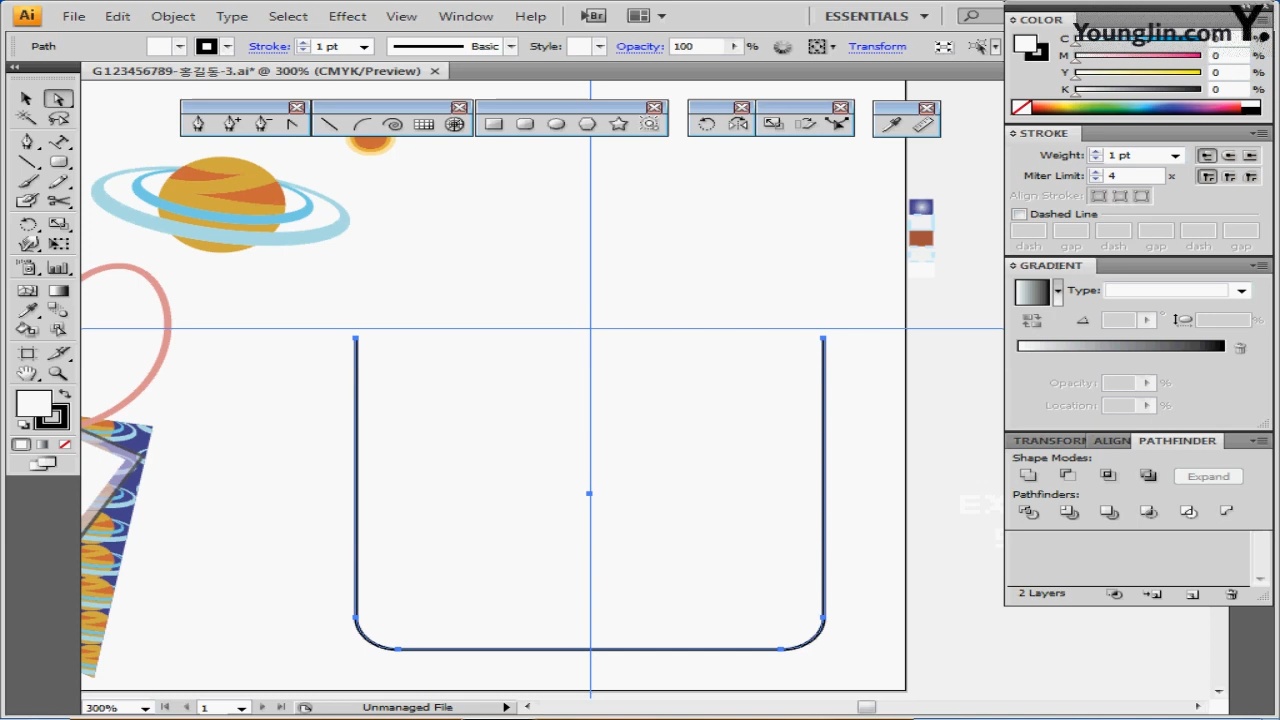 Ai File Edit Object Type Select Effect View Window Help Br ESSENTIALS
Path Stroke: 1 pt Basic Style: Opacity: 100 % Transform
G123456789-홍길동-3.ai* @ 300% (CMYK/Preview)
COLOR
Younglin.com Y.
C %
M 0 %
Y 0 %
K 0 %
STROKE
Weight: 1 pt
Miter Limit: 4 x
Align Stroke:
Dashed Line
dash gap dash gap dash gap
GRADIENT
Type:
%
Opacity: %
Location: %
TRANSFORM ALIGN PATHFINDER
Shape Modes:
Expand
Pathfinders:
2 Layers
300% 1 Unmanaged File